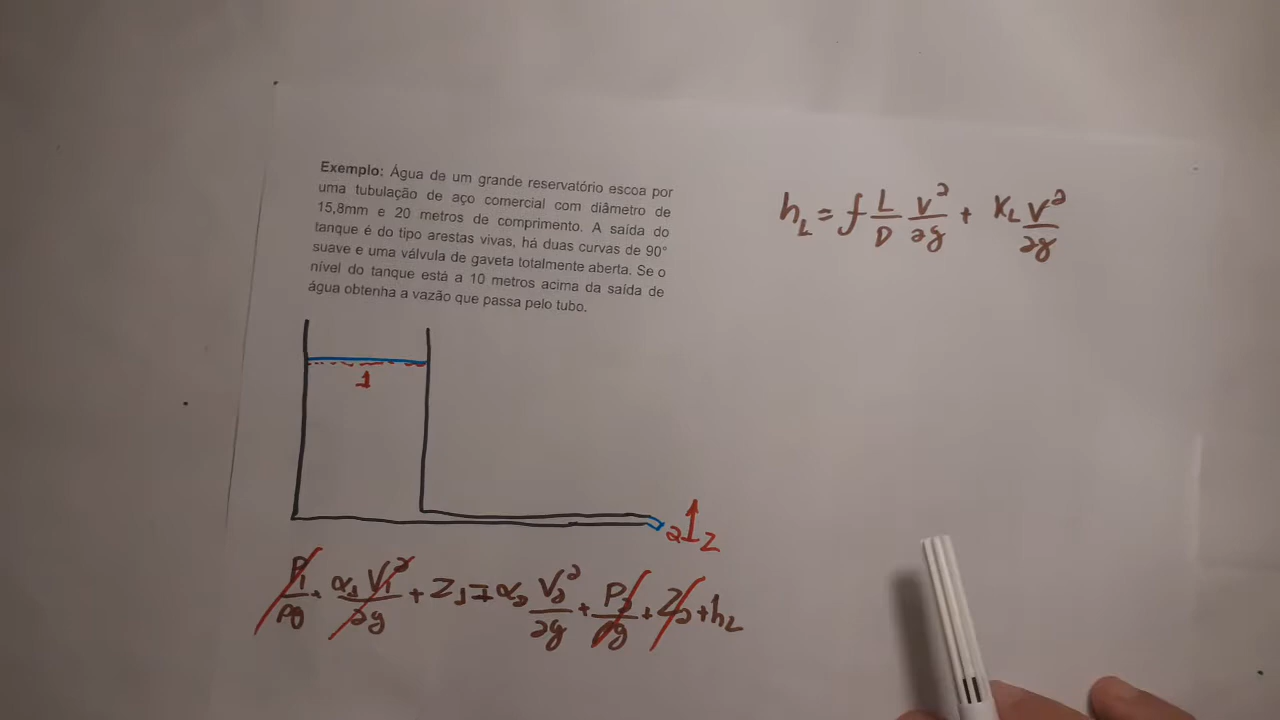 Exemplo: Água de um grande reservatório escoa por
uma tubulação de aço comercial com diâmetro de
15,8mm e 20 metros de comprimento. A saída do
tanque é do tipo arestas vivas, há duas curvas de 90°
suave e uma válvula de gaveta totalmente aberta. Se o
nível do tanque está a 10 metros acima da saída de
água obtenha a vazão que passa pelo tubo.
h_L = f L/D V²/2g + K_L V²/2g
1
2 Z
P₁/ρg + α₁ V₁²/2g + Z₁ = α₂ V₂²/2g + P₂/ρg + Z₂ + h_L